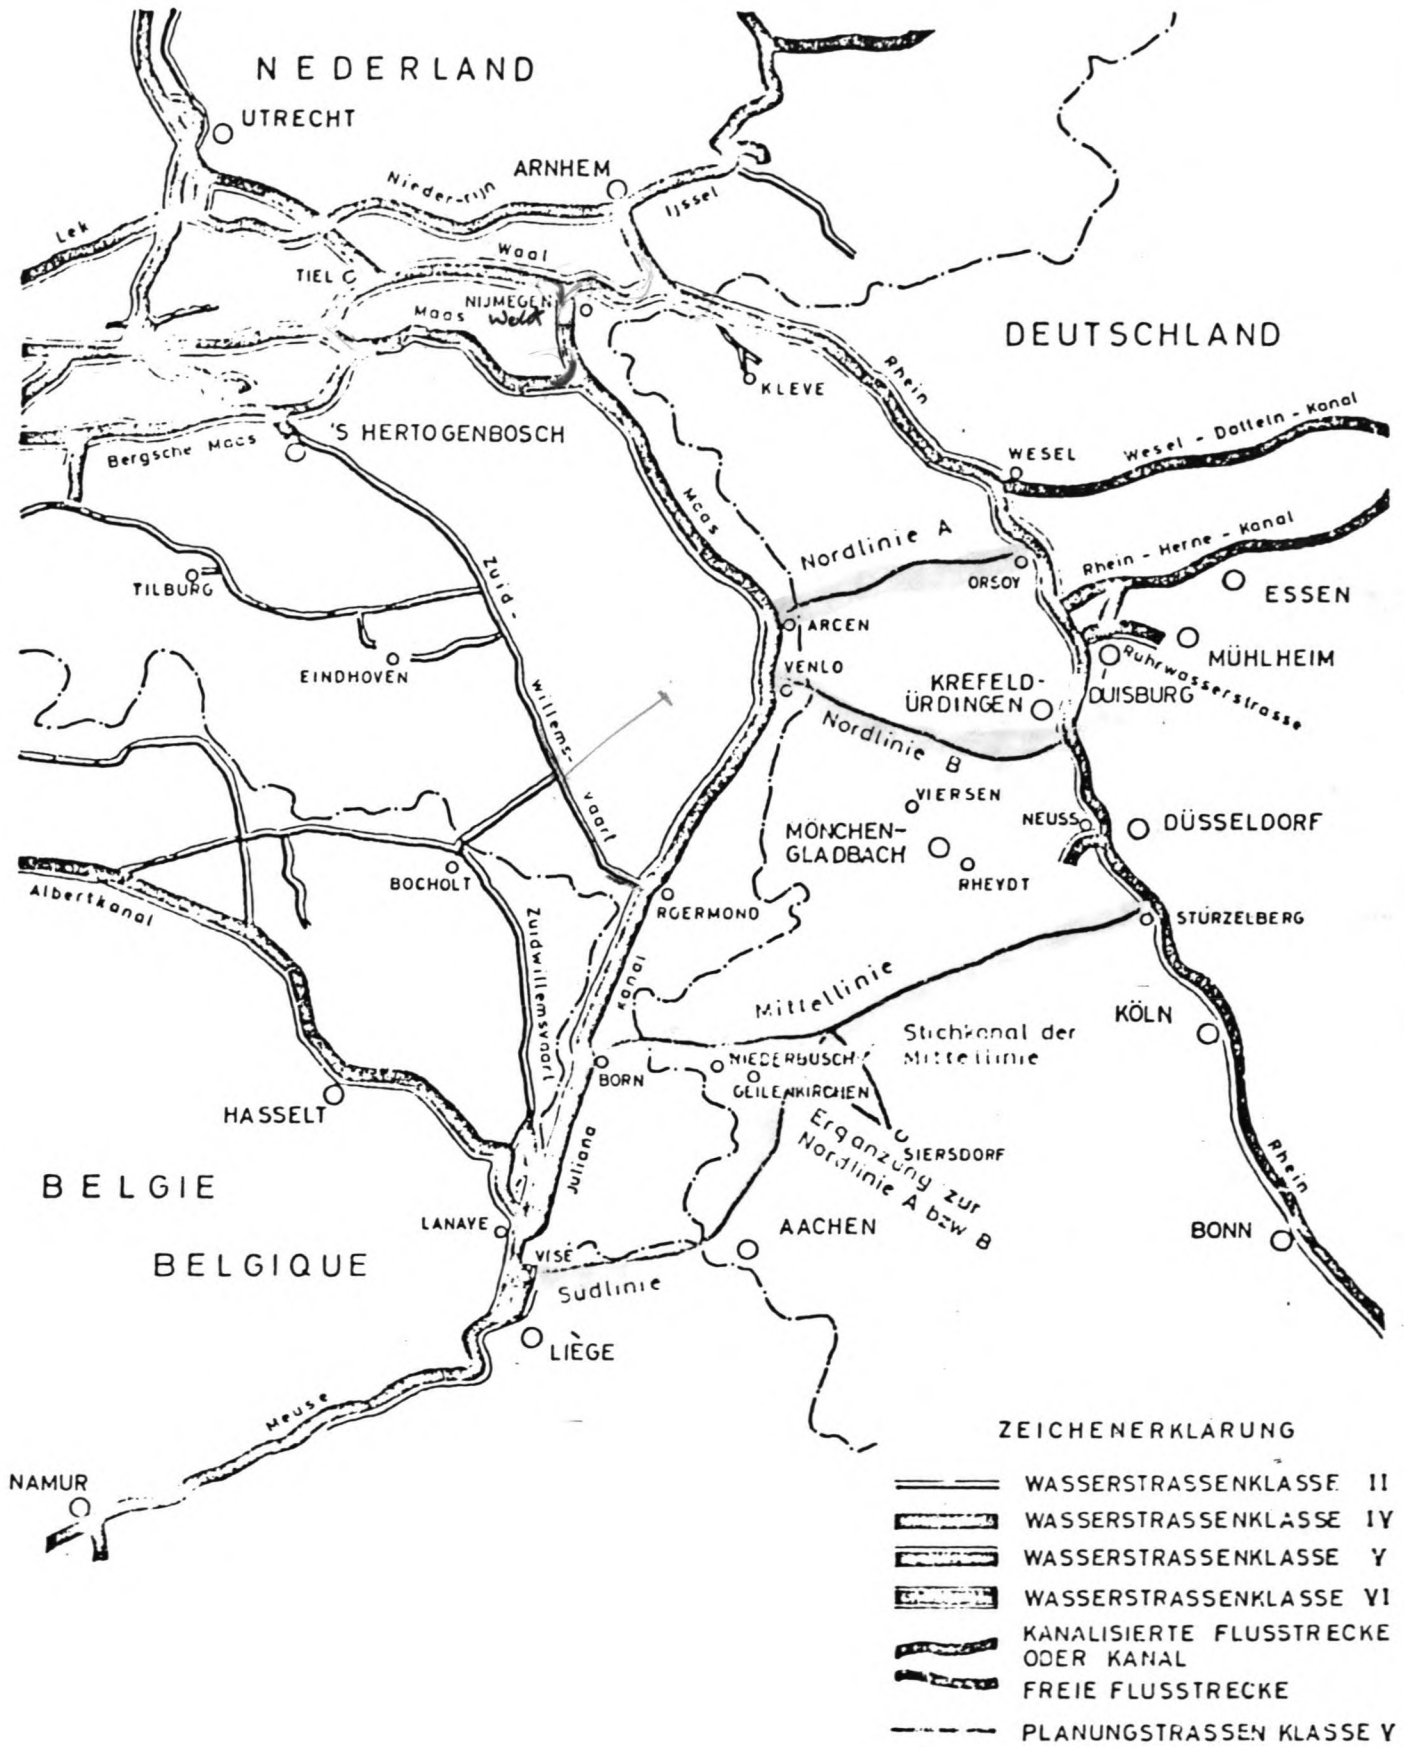 NEDERLAND
UTRECHT
ARNHEM
Nieder-rijn
Ijssel
Lek
Waal
TIEL
NIJMEGEN
Maas
DEUTSCHLAND
Rhein
KLEVE
'S HERTOGENBOSCH
Bergsche Maas
WESEL
Wesel - Datteln - Kanal
Maas
Nordlinie A
Rhein - Herne - Kanal
ORSOY
ESSEN
TILBURG
Zuid-
ARCEN
MÜHLHEIM
Ruhrwasserstrasse
EINDHOVEN
VENLO
KREFELD-
ÜRDINGEN
DUISBURG
Willems-
Nordlinie B
VIERSEN
vaart
NEUSS
DÜSSELDORF
MÖNCHEN-
GLADBACH
RHEYDT
BOCHOLT
Albertkanal
ROERMOND
STÜRZELBERG
Zuidwillemsvaart
Kanal
Mittellinie
KÖLN
Stichkanal der
Mittellinie
NIEDERBUSCH
BORN
GEILENKIRCHEN
HASSELT
Juliana
Erganzung zur
Nordlinie A bzw B
SIERSDORF
Rhein
BELGIE
LANAYE
AACHEN
BONN
BELGIQUE
VISE
Südlinie
LIÈGE
Meuse
NAMUR
ZEICHENERKLARUNG
WASSERSTRASSENKLASSE II
WASSERSTRASSENKLASSE IV
WASSERSTRASSENKLASSE V
WASSERSTRASSENKLASSE VI
KANALISIERTE FLUSSTRECKE
ODER KANAL
FREIE FLUSSTRECKE
PLANUNGSTRASSEN KLASSE V